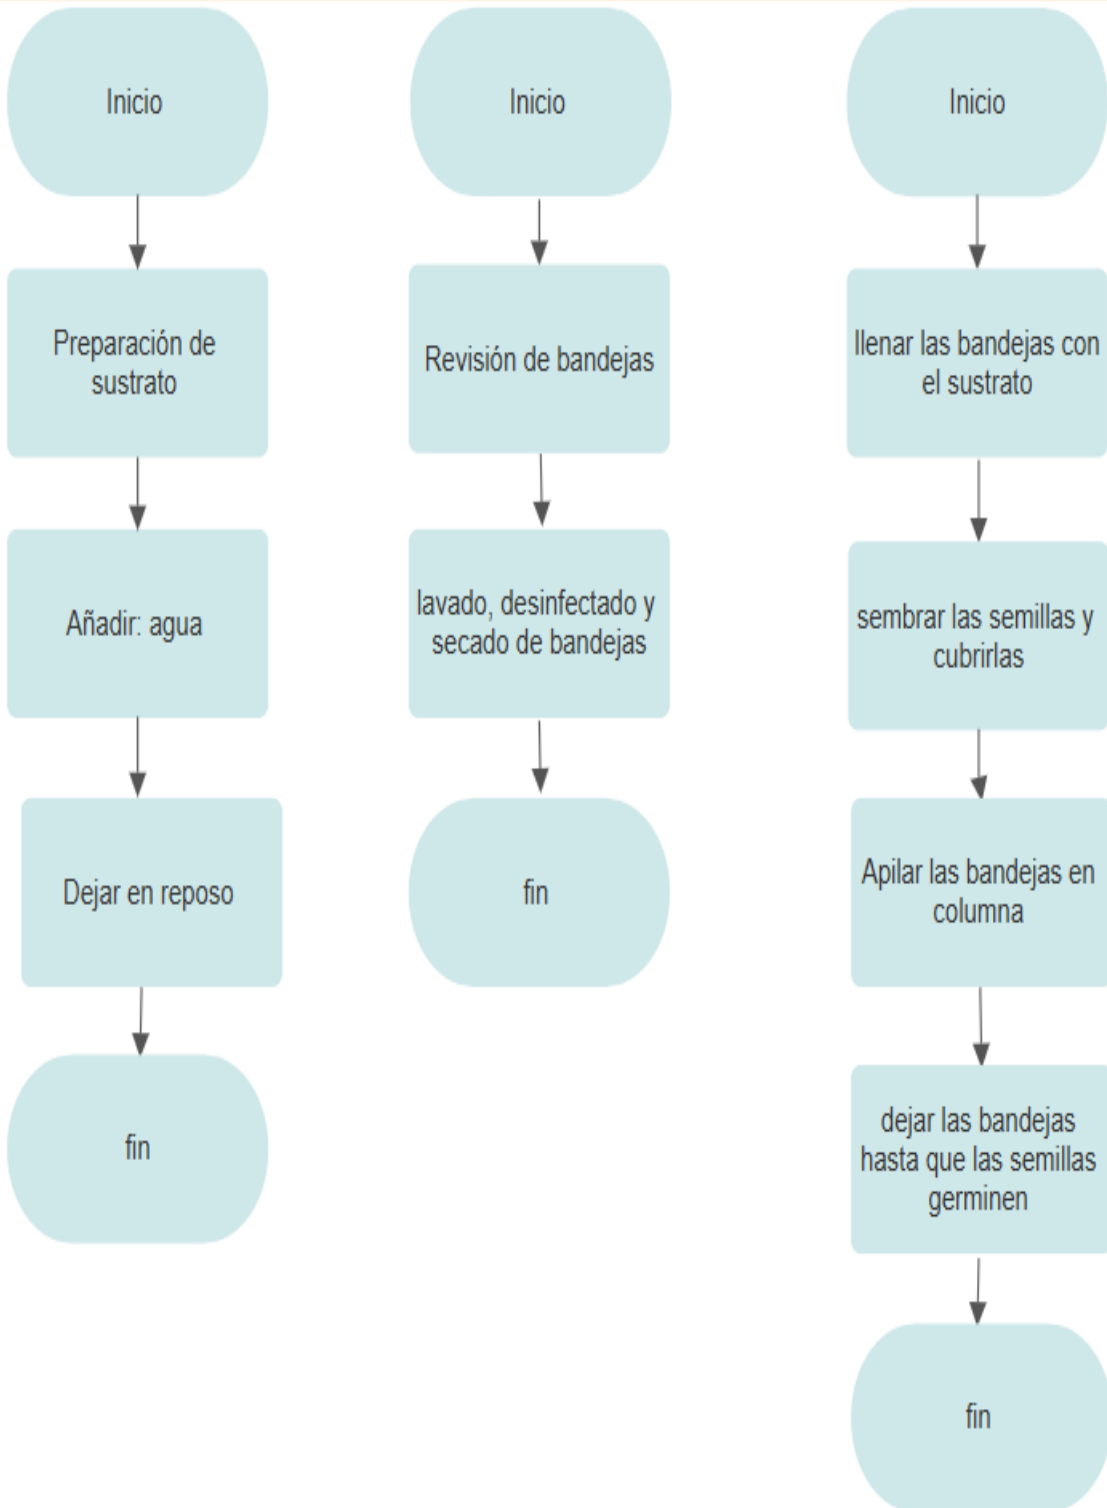 Inicio
Preparación de
sustrato
Añadir: agua
Dejar en reposo
fin
Inicio
Revisión de bandejas
lavado, desinfectado y
secado de bandejas
fin
Inicio
llenar las bandejas con
el sustrato
sembrar las semillas y
cubrirlas
Apilar las bandejas en
columna
dejar las bandejas
hasta que las semillas
germinen
fin